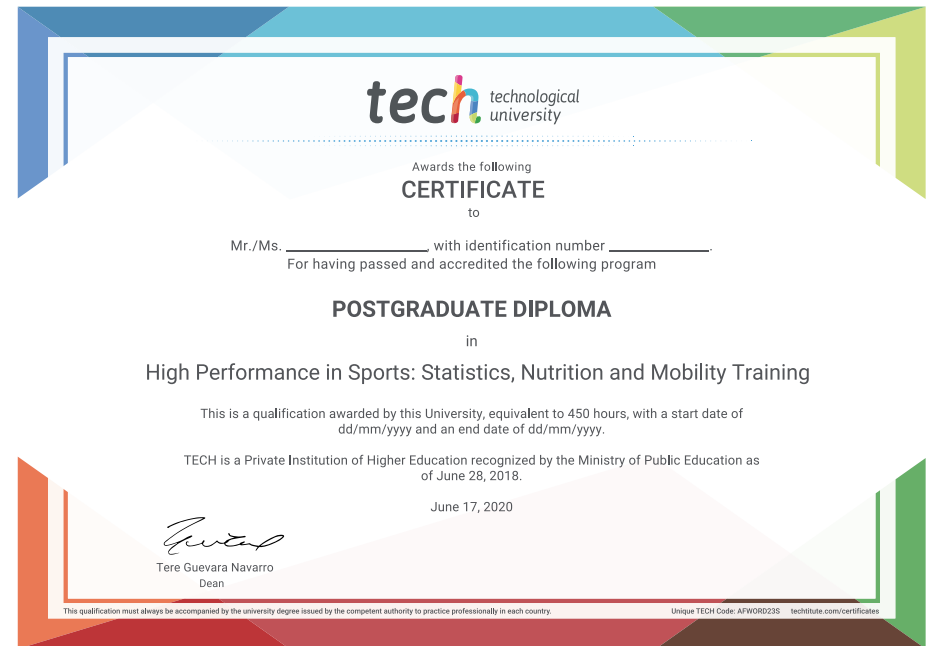 tech technological
university
Awards the following
CERTIFICATE
to
Mr./Ms. ________________, with identification number ____________.
For having passed and accredited the following program
POSTGRADUATE DIPLOMA
in
High Performance in Sports: Statistics, Nutrition and Mobility Training
This is a qualification awarded by this University, equivalent to 450 hours, with a start date of
dd/mm/yyyy and an end date of dd/mm/yyyy.
TECH is a Private Institution of Higher Education recognized by the Ministry of Public Education as
of June 28, 2018.
June 17, 2020
Tere Guevara Navarro
Dean
This qualification must always be accompanied by the university degree issued by the competent authority to practice professionally in each country. Unique TECH Code: AFWORD23S techtitute.com/certificates